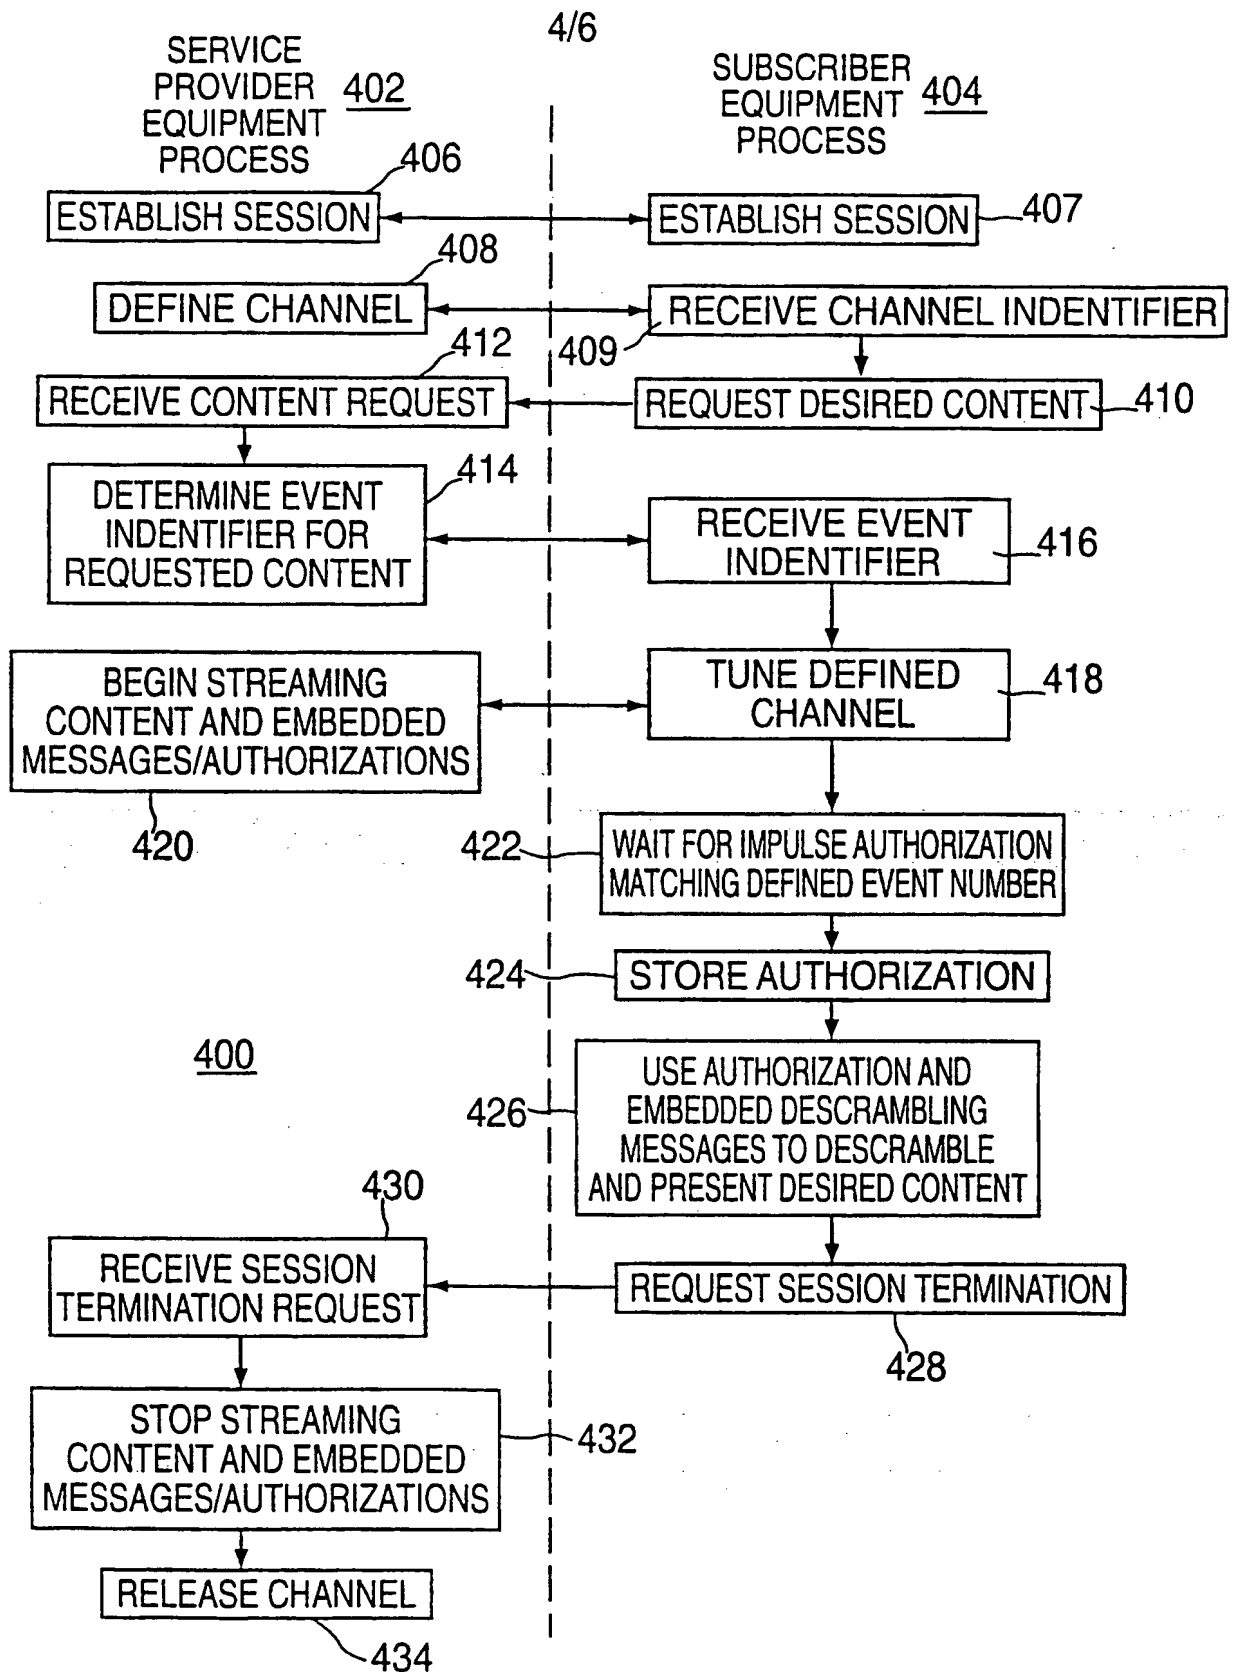 4/6
SERVICE
PROVIDER
EQUIPMENT
PROCESS
402
SUBSCRIBER
EQUIPMENT
PROCESS
404
406
ESTABLISH SESSION
ESTABLISH SESSION
407
408
DEFINE CHANNEL
RECEIVE CHANNEL INDENTIFIER
409
412
RECEIVE CONTENT REQUEST
REQUEST DESIRED CONTENT
410
414
DETERMINE EVENT
INDENTIFIER FOR
REQUESTED CONTENT
RECEIVE EVENT
INDENTIFIER
416
BEGIN STREAMING
CONTENT AND EMBEDDED
MESSAGES/AUTHORIZATIONS
420
TUNE DEFINED
CHANNEL
418
422
WAIT FOR IMPULSE AUTHORIZATION
MATCHING DEFINED EVENT NUMBER
424
STORE AUTHORIZATION
400
426
USE AUTHORIZATION AND
EMBEDDED DESCRAMBLING
MESSAGES TO DESCRAMBLE
AND PRESENT DESIRED CONTENT
430
RECEIVE SESSION
TERMINATION REQUEST
REQUEST SESSION TERMINATION
428
STOP STREAMING
CONTENT AND EMBEDDED
MESSAGES/AUTHORIZATIONS
432
RELEASE CHANNEL
434